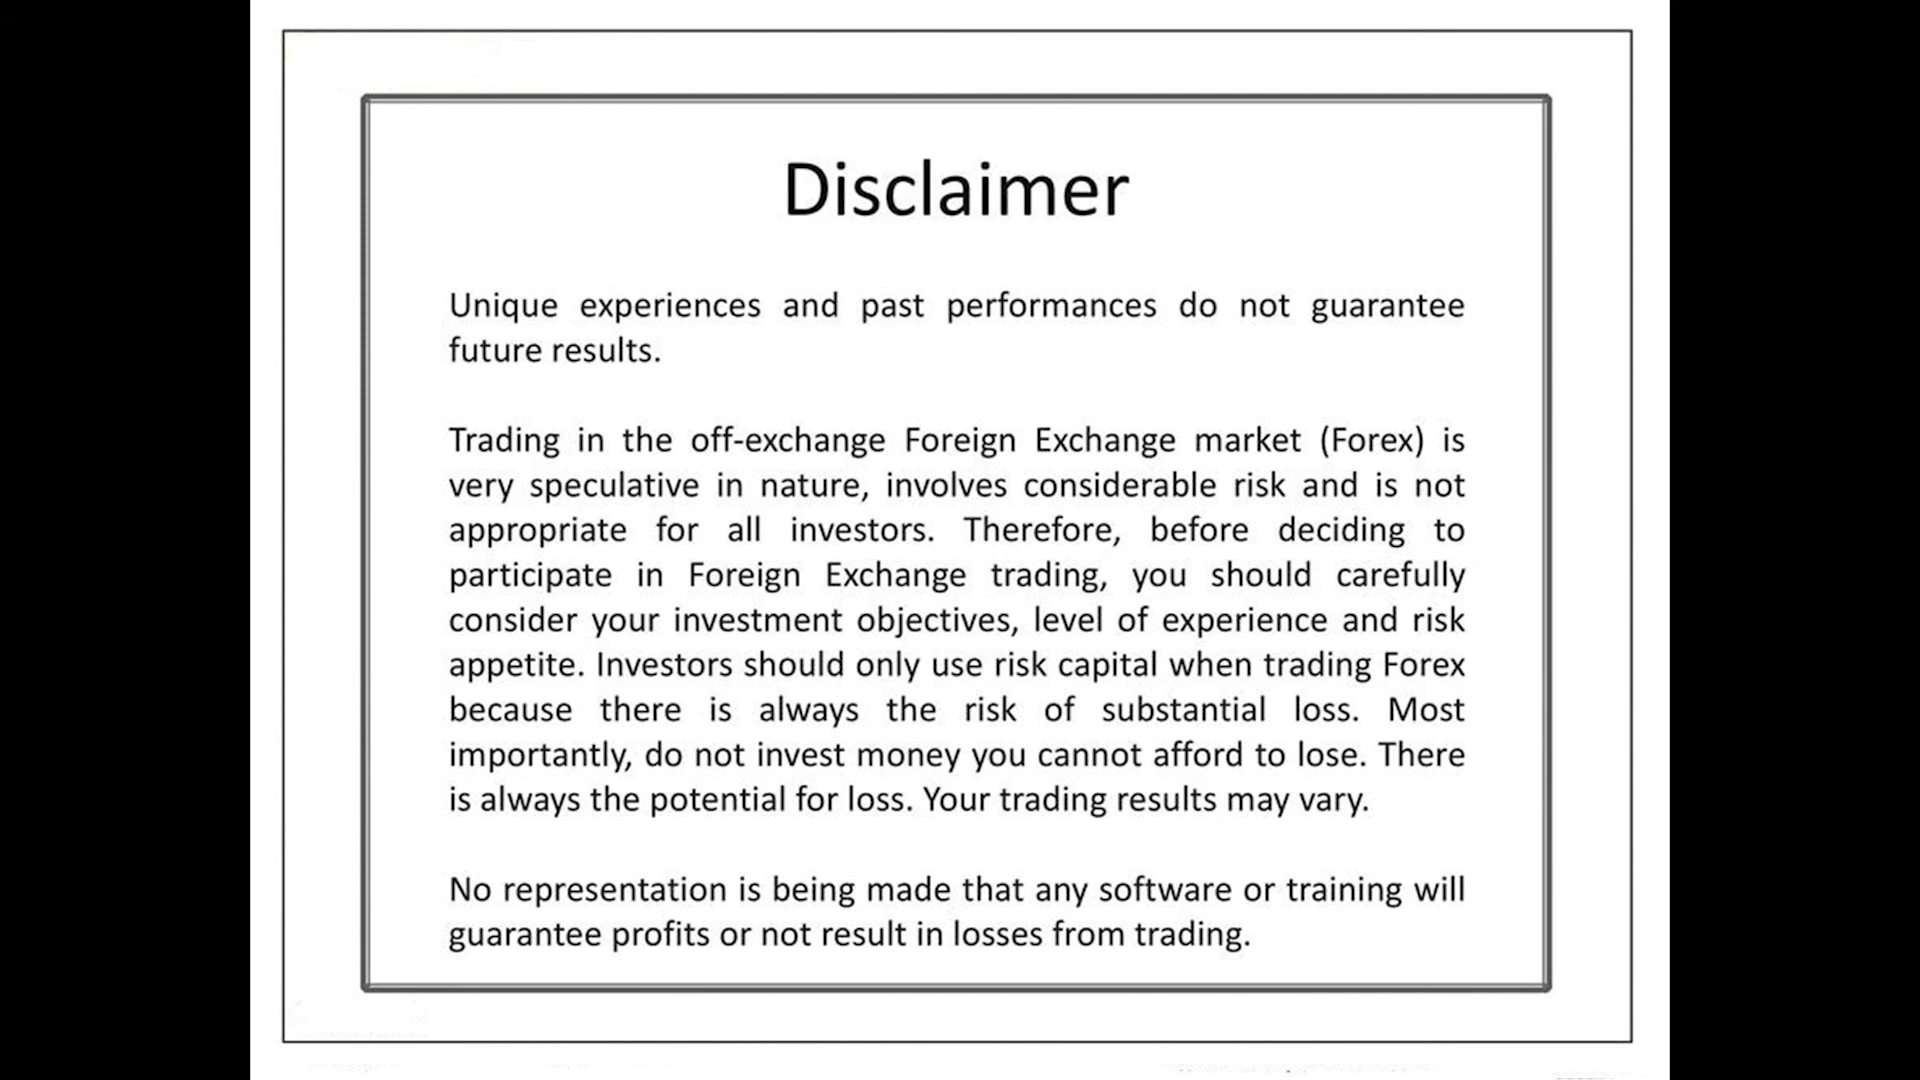 Disclaimer
Unique experiences and past performances do not guarantee
future results.
Trading in the off-exchange Foreign Exchange market (Forex) is
very speculative in nature, involves considerable risk and is not
appropriate for all investors. Therefore, before deciding to
participate in Foreign Exchange trading, you should carefully
consider your investment objectives, level of experience and risk
appetite. Investors should only use risk capital when trading Forex
because there is always the risk of substantial loss. Most
importantly, do not invest money you cannot afford to lose. There
is always the potential for loss. Your trading results may vary.
No representation is being made that any software or training will
guarantee profits or not result in losses from trading.